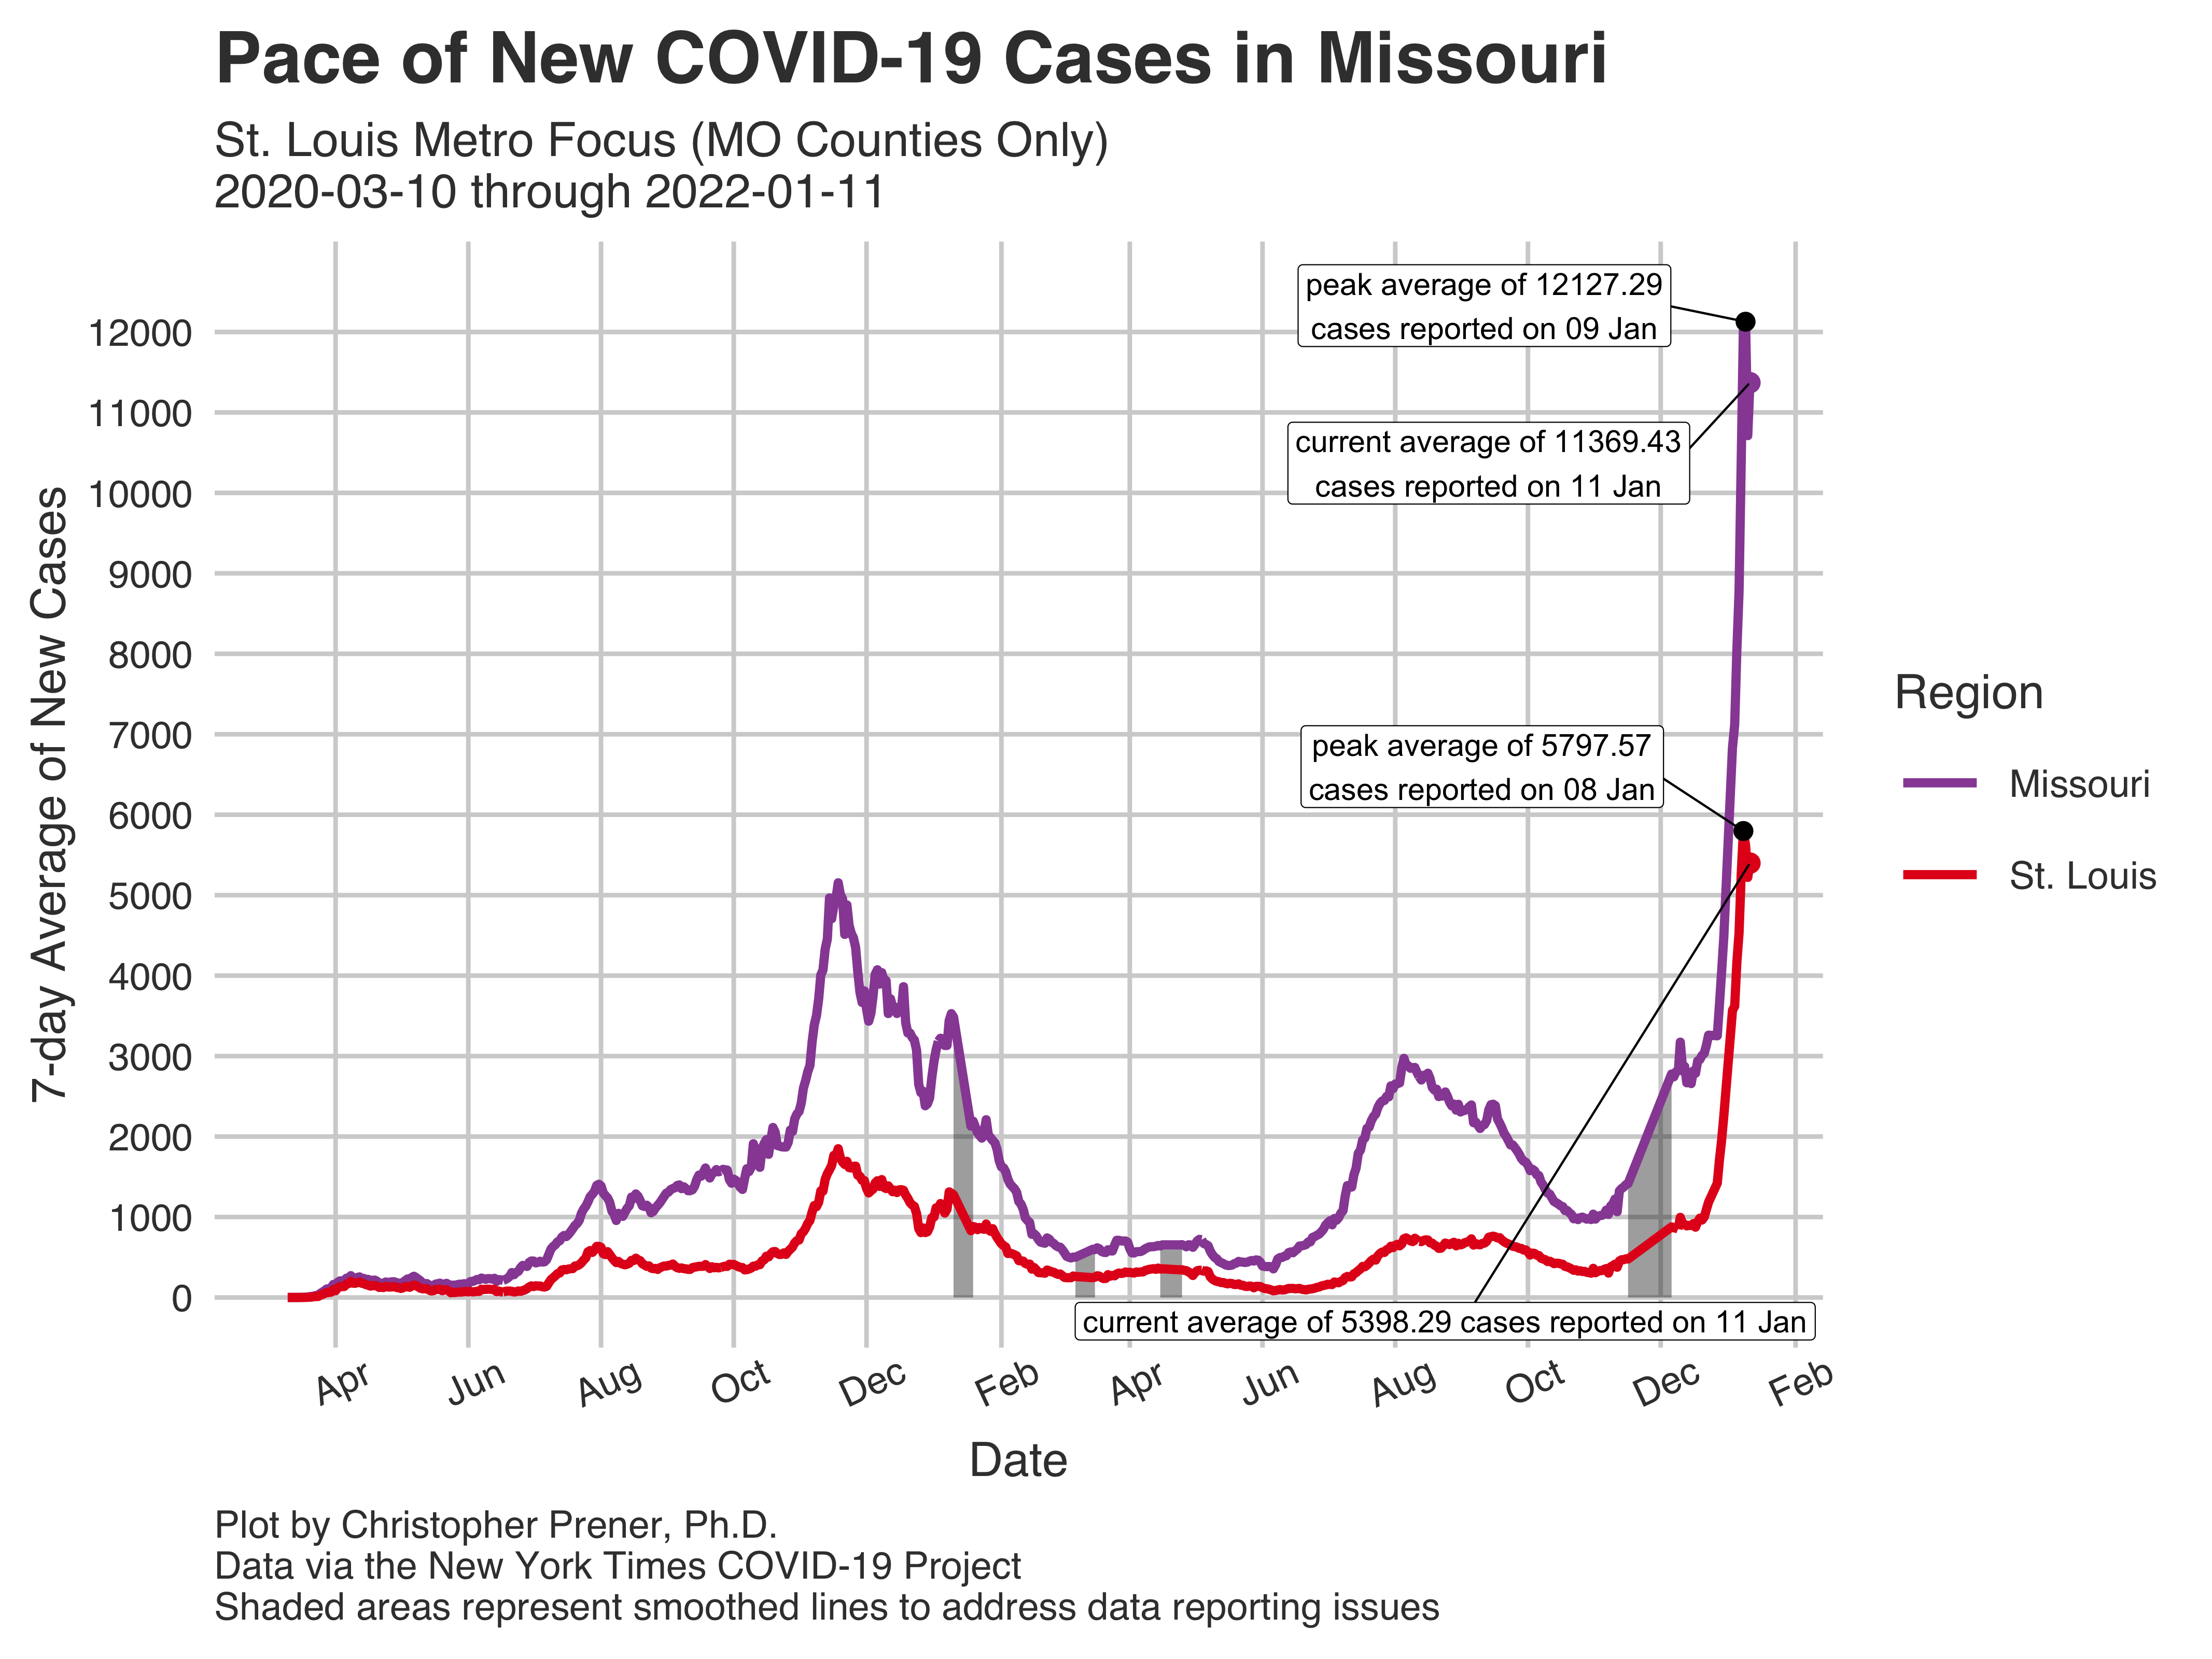 Pace of New COVID-19 Cases in Missouri
St. Louis Metro Focus (MO Counties Only)
2020-03-10 through 2022-01-11
7-day Average of New Cases
12000
11000
10000
9000
8000
7000
6000
5000
4000
3000
2000
1000
0
peak average of 12127.29
cases reported on 09 Jan
current average of 11369.43
cases reported on 11 Jan
peak average of 5797.57
cases reported on 08 Jan
current average of 5398.29 cases reported on 11 Jan
Apr
Jun
Aug
Oct
Dec
Feb
Apr
Jun
Aug
Oct
Dec
Feb
Date
Region
Missouri
St. Louis
Plot by Christopher Prener, Ph.D.
Data via the New York Times COVID-19 Project
Shaded areas represent smoothed lines to address data reporting issues